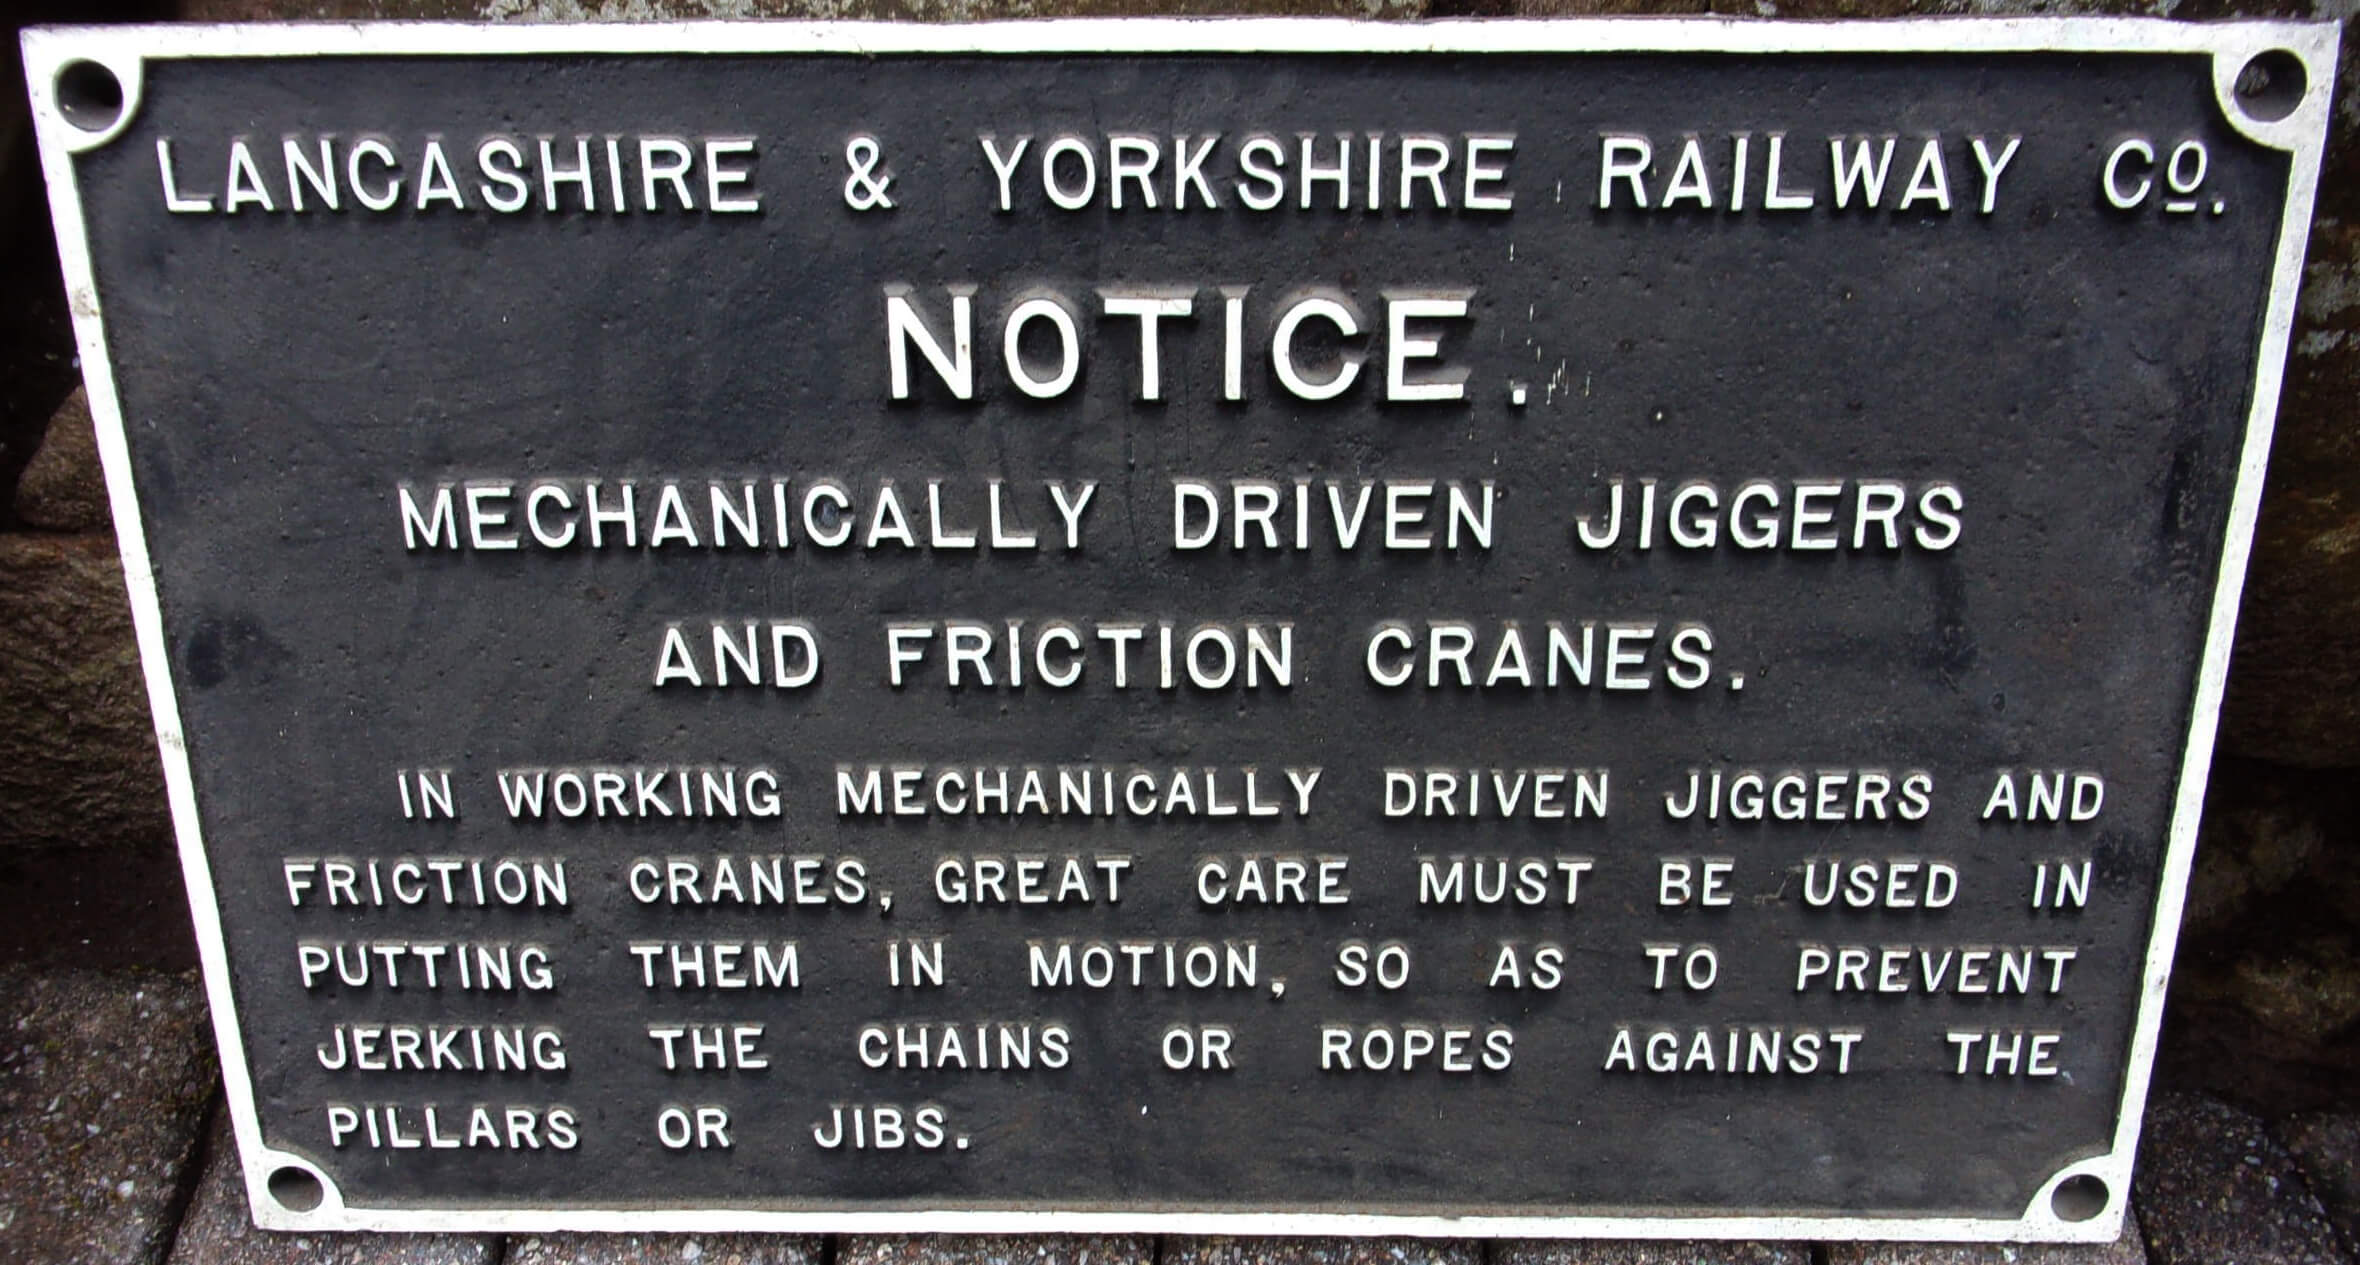 LANCASHIRE & YORKSHIRE RAILWAY Cº.
NOTICE.
MECHANICALLY DRIVEN JIGGERS
AND FRICTION CRANES.
IN WORKING MECHANICALLY DRIVEN JIGGERS AND
FRICTION CRANES, GREAT CARE MUST BE USED IN
PUTTING THEM IN MOTION, SO AS TO PREVENT
JERKING THE CHAINS OR ROPES AGAINST THE
PILLARS OR JIBS.